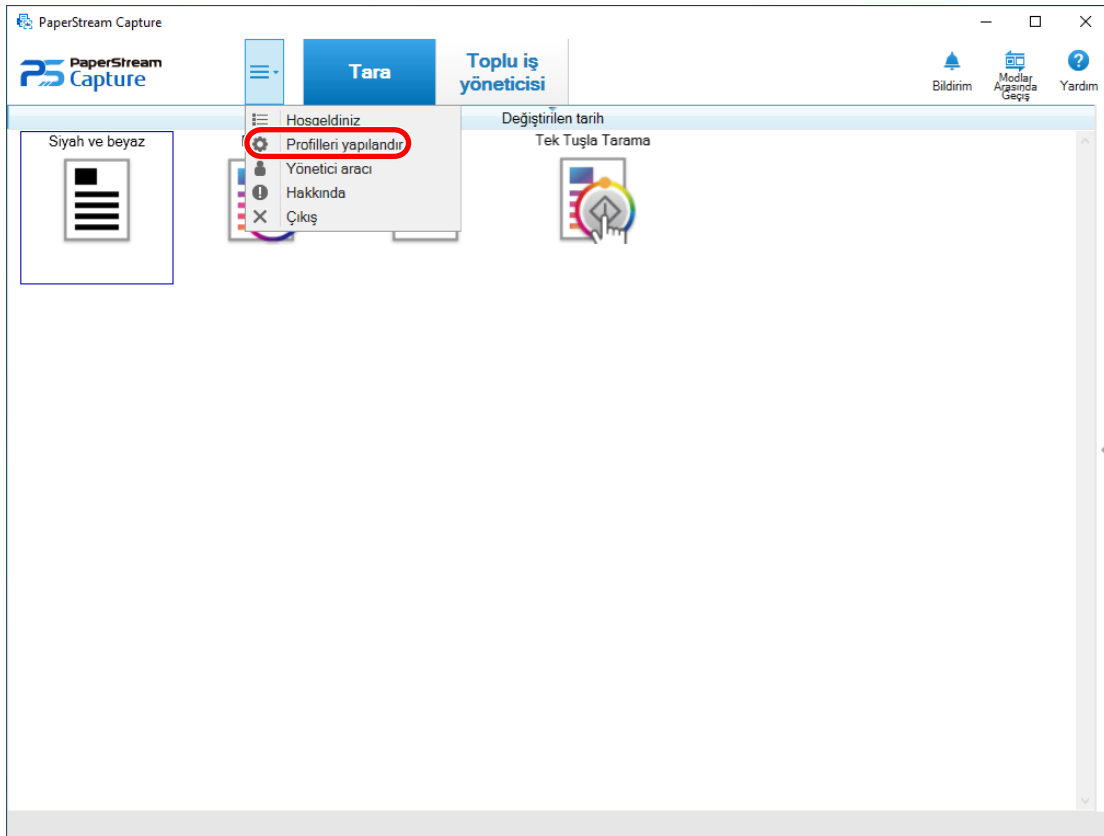 PaperStream Capture
PaperStream
Capture
Tara
Toplu iş
yöneticisi
Bildirim
Modlar
Arasında
Geçiş
Yardım
Değiştirilen tarih
Hoşgeldiniz
Profilleri yapılandır
Yönetici aracı
Hakkında
Çıkış
Siyah ve beyaz
Tek Tuşla Tarama